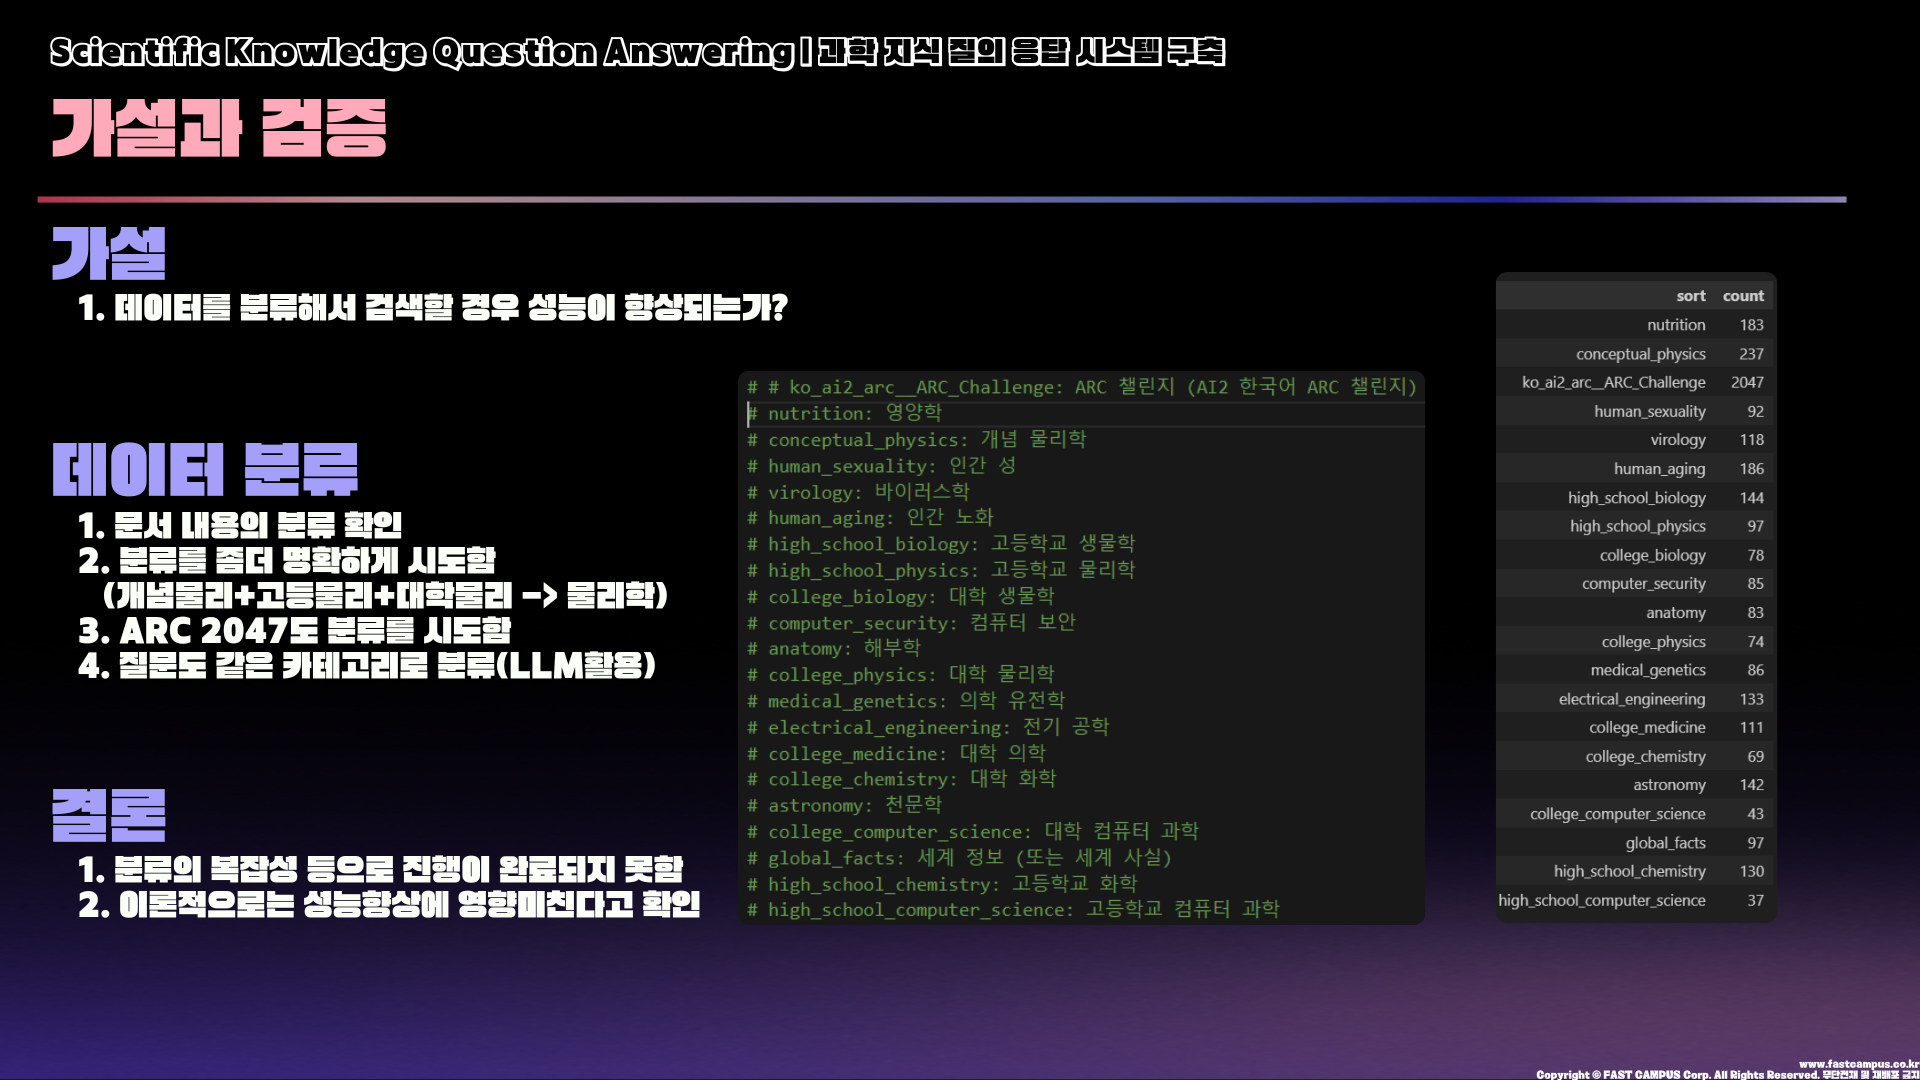 Scientific Knowledge Question Answering | 과학 지식 질의 응답 시스템 구축
가설과 검증
가설
1. 데이터를 분류해서 검색할 경우 성능이 향상되는가?
데이터 분류
1. 문서 내용의 분류 확인
2. 분류를 좀더 명확하게 시도함
(개념물리+고등물리+대학물리 -> 물리학)
3. ARC 2047도 분류를 시도함
4. 질문도 같은 카테고리로 분류(LLM활용)
결론
1. 분류의 복잡성 등으로 진행이 완료되지 못함
2. 이론적으로는 성능향상에 영향미친다고 확인
# # ko_ai2_arc__ARC_Challenge: ARC 챌린지 (AI2 한국어 ARC 챌린지)
# nutrition: 영양학
# conceptual_physics: 개념 물리학
# human_sexuality: 인간 성
# virology: 바이러스학
# human_aging: 인간 노화
# high_school_biology: 고등학교 생물학
# high_school_physics: 고등학교 물리학
# college_biology: 대학 생물학
# computer_security: 컴퓨터 보안
# anatomy: 해부학
# college_physics: 대학 물리학
# medical_genetics: 의학 유전학
# electrical_engineering: 전기 공학
# college_medicine: 대학 의학
# college_chemistry: 대학 화학
# astronomy: 천문학
# college_computer_science: 대학 컴퓨터 과학
# global_facts: 세계 정보 (또는 세계 사실)
# high_school_chemistry: 고등학교 화학
# high_school_computer_science: 고등학교 컴퓨터 과학
sort count
nutrition 183
conceptual_physics 237
ko_ai2_arc__ARC_Challenge 2047
human_sexuality 92
virology 118
human_aging 186
high_school_biology 144
high_school_physics 97
college_biology 78
computer_security 85
anatomy 83
college_physics 74
medical_genetics 86
electrical_engineering 133
college_medicine 111
college_chemistry 69
astronomy 142
college_computer_science 43
global_facts 97
high_school_chemistry 130
high_school_computer_science 37
www.fastcampus.co.kr
Copyright © FAST CAMPUS Corp. All Rights Reserved. 무단전재 및 재배포 금지